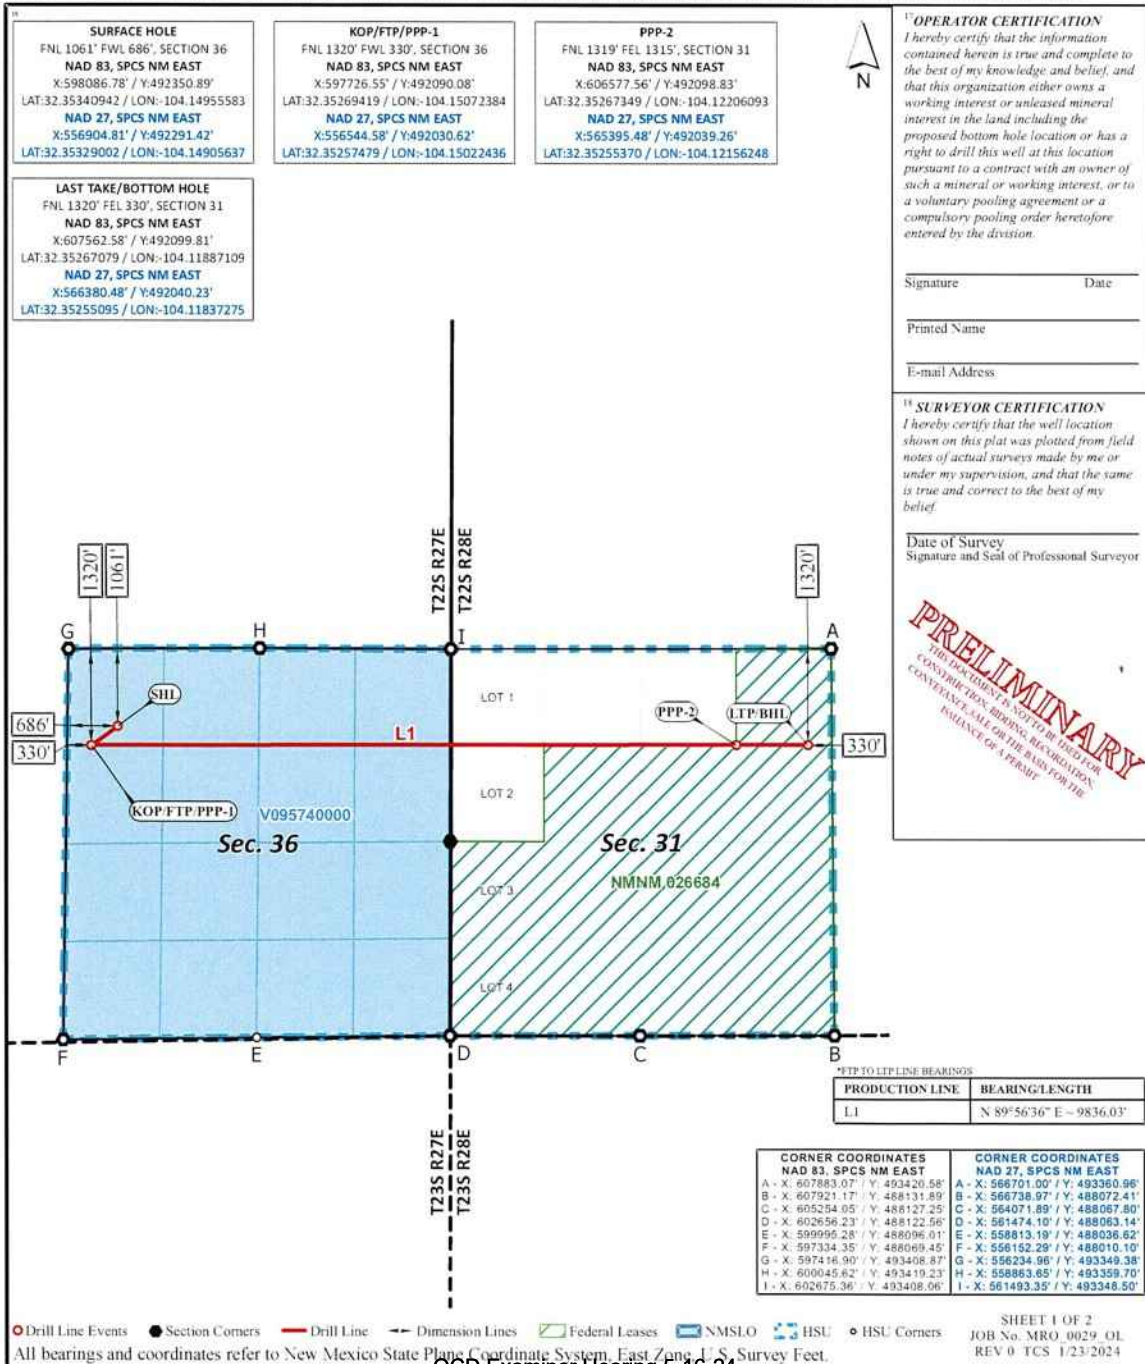 16
SURFACE HOLE
FNL 1061' FWL 686', SECTION 36
NAD 83, SPCS NM EAST
X:598086.78' / Y:492350.89'
LAT:32.35340942 / LON:-104.14955583
NAD 27, SPCS NM EAST
X:556904.81' / Y:492291.42'
LAT:32.35329002 / LON:-104.14905637
KOP/FTP/PPP-1
FNL 1320' FWL 330', SECTION 36
NAD 83, SPCS NM EAST
X:597726.55' / Y:492090.08'
LAT:32.35269419 / LON:-104.15072384
NAD 27, SPCS NM EAST
X:556544.58' / Y:492030.62'
LAT:32.35257479 / LON:-104.15022436
PPP-2
FNL 1319' FEL 1315', SECTION 31
NAD 83, SPCS NM EAST
X:606577.56' / Y:492098.83'
LAT:32.35267349 / LON:-104.12206093
NAD 27, SPCS NM EAST
X:565395.48' / Y:492039.26'
LAT:32.35255370 / LON:-104.12156248
LAST TAKE/BOTTOM HOLE
FNL 1320' FEL 330', SECTION 31
NAD 83, SPCS NM EAST
X:607562.58' / Y:492099.81'
LAT:32.35267079 / LON:-104.11887109
NAD 27, SPCS NM EAST
X:566380.48' / Y:492040.23'
LAT:32.35255095 / LON:-104.11837275
N
17 OPERATOR CERTIFICATION
I hereby certify that the information
contained herein is true and complete to
the best of my knowledge and belief, and
that this organization either owns a
working interest or unleased mineral
interest in the land including the
proposed bottom hole location or has a
right to drill this well at this location
pursuant to a contract with an owner of
such a mineral or working interest, or to
a voluntary pooling agreement or a
compulsory pooling order heretofore
entered by the division.
Signature Date
Printed Name
E-mail Address
18 SURVEYOR CERTIFICATION
I hereby certify that the well location
shown on this plat was plotted from field
notes of actual surveys made by me or
under my supervision, and that the same
is true and correct to the best of my
belief.
Date of Survey
Signature and Seal of Professional Surveyor
PRELIMINARY
THIS DOCUMENT IS NOT TO BE USED FOR
CONSTRUCTION, BIDDING, RECORDATION,
CONVEYANCE, SALE OR THE BASIS FOR THE
ISSUANCE OF A PERMIT
T22S R27E
T22S R28E
1320'
1061'
1320'
G
H
I
A
SHL
LOT 1
PPP-2
LTP/BHL
686'
330'
L1
330'
KOP/FTP/PPP-1
V095740000
LOT 2
Sec. 36
Sec. 31
NMNM 026684
LOT 3
LOT 4
F
E
D
C
B
T23S R27E
T23S R28E
*FTP TO LTP LINE BEARINGS
PRODUCTION LINE BEARING/LENGTH
L1 N 89°56'36" E ~ 9836.03'
CORNER COORDINATES
NAD 83, SPCS NM EAST
A - X: 607883.07' / Y: 493420.58'
B - X: 607921.17' / Y: 488131.89'
C - X: 605254.05' / Y: 488127.25'
D - X: 602656.23' / Y: 488122.56'
E - X: 599995.28' / Y: 488096.01'
F - X: 597334.35' / Y: 488069.45'
G - X: 597416.90' / Y: 493408.87'
H - X: 600045.62' / Y: 493419.23'
I - X: 602675.36' / Y: 493408.06'
CORNER COORDINATES
NAD 27, SPCS NM EAST
A - X: 566701.00' / Y: 493360.96'
B - X: 566738.97' / Y: 488072.41'
C - X: 564071.89' / Y: 488067.80'
D - X: 561474.10' / Y: 488063.14'
E - X: 558813.19' / Y: 488036.62'
F - X: 556152.29' / Y: 488010.10'
G - X: 556234.96' / Y: 493349.38'
H - X: 558863.65' / Y: 493359.70'
I - X: 561493.35' / Y: 493348.50'
Drill Line Events Section Corners Drill Line Dimension Lines Federal Leases NMSLO HSU HSU Corners
All bearings and coordinates refer to New Mexico State Plane Coordinate System, East Zone, U.S. Survey Feet.
SHEET 1 OF 2
JOB No. MRO_0029_OL
REV 0 TCS 1/23/2024